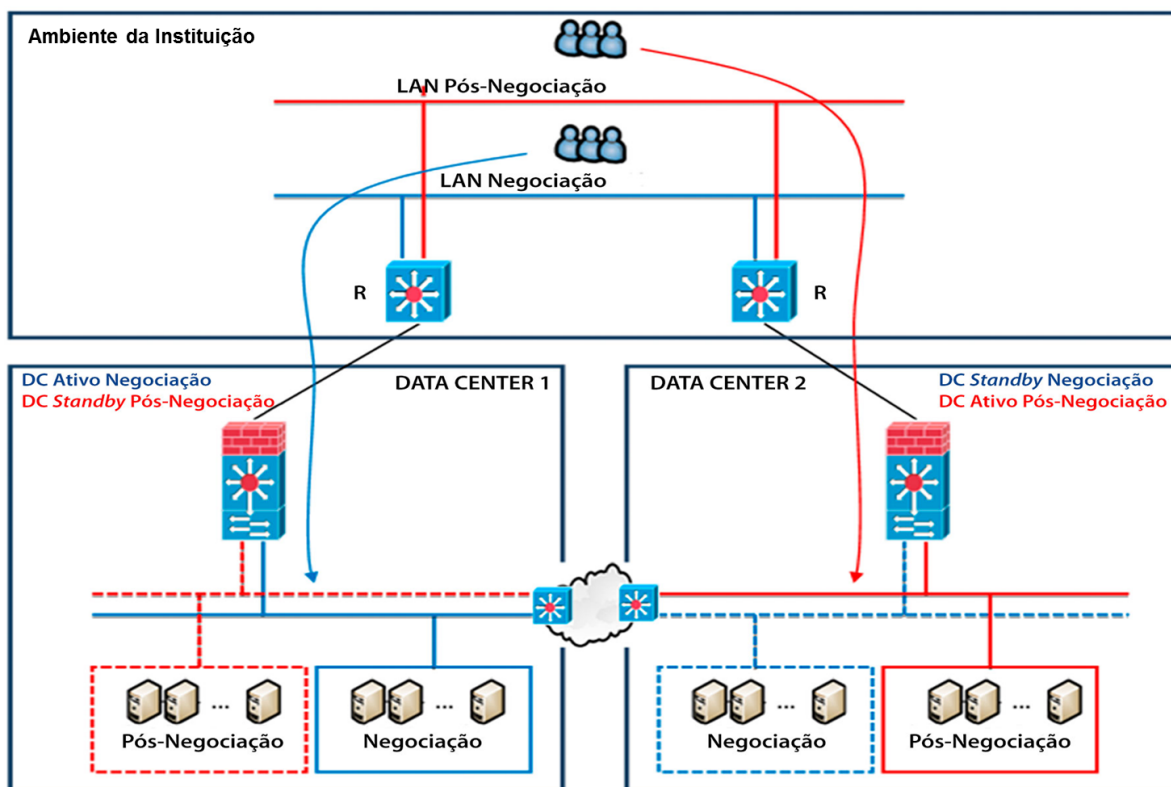 Ambiente da Instituição
LAN Pós-Negociação
LAN Negociação
R
R
DC Ativo Negociação
DC Standby Pós-Negociação
DATA CENTER 1
DATA CENTER 2
DC Standby Negociação
DC Ativo Pós-Negociação
...
Pós-Negociação
...
Negociação
...
Negociação
...
Pós-Negociação